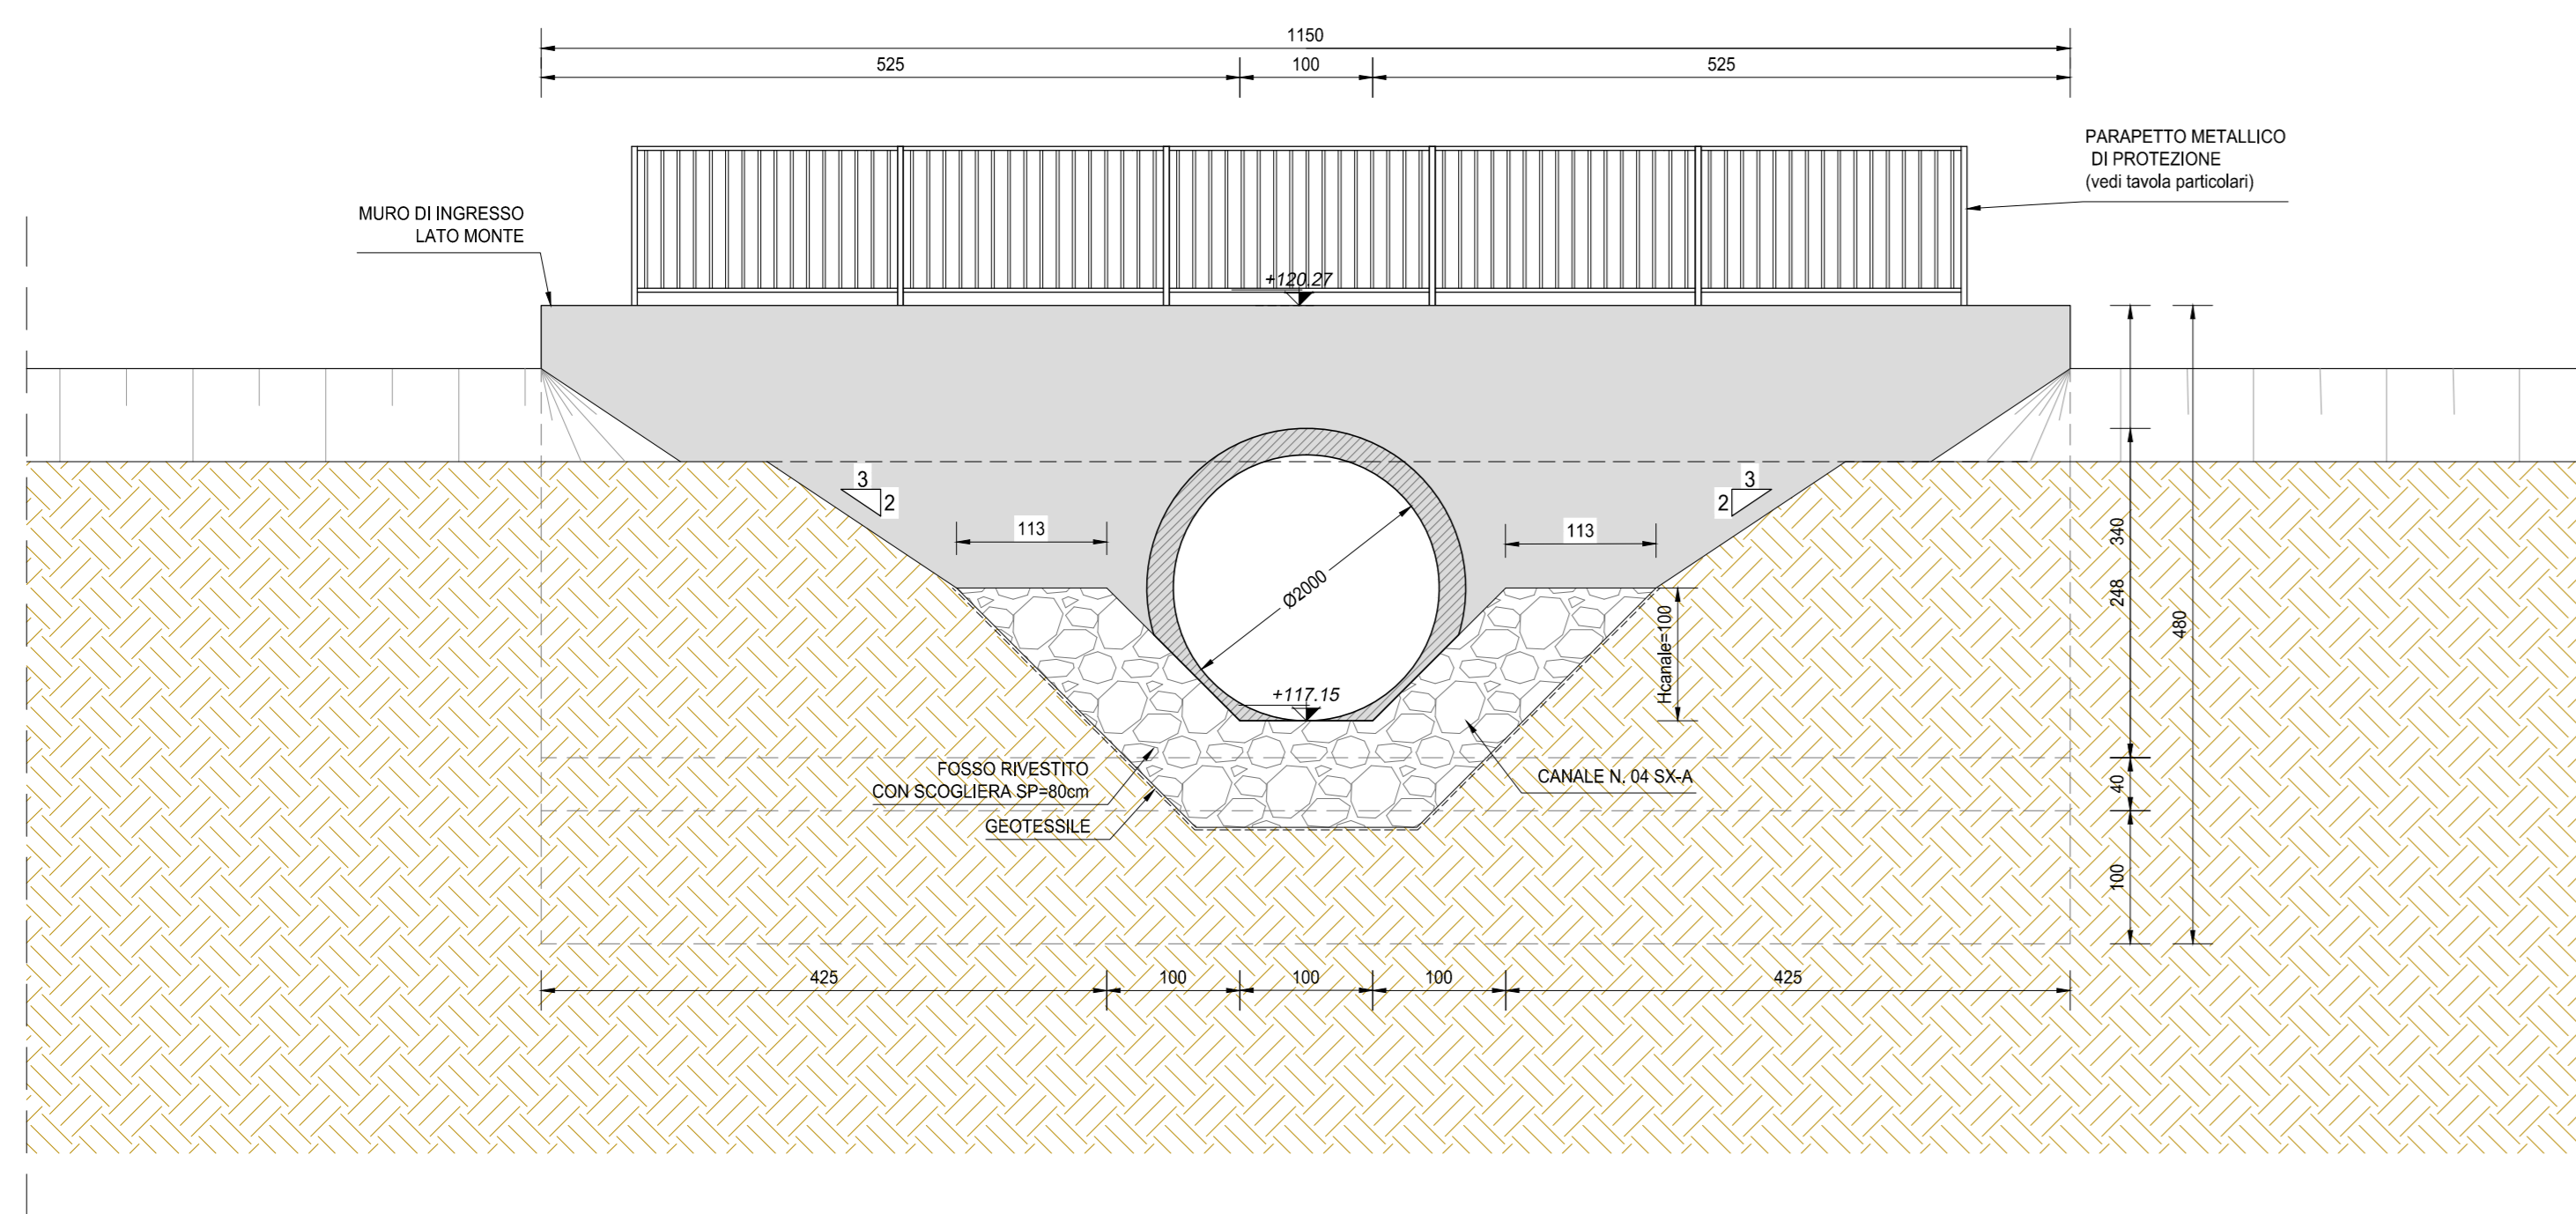 1150
525
100
525
PARAPETTO METALLICO
DI PROTEZIONE
(vedi tavola particolari)
MURO DI INGRESSO
LATO MONTE
+120.27
3
2
3
2
113
113
Ø2000
340
248
480
Hcanale=100
+117.15
FOSSO RIVESTITO
CON SCOGLIERA SP=80cm
GEOTESSILE
CANALE N. 04 SX-A
40
100
425
100
100
100
425